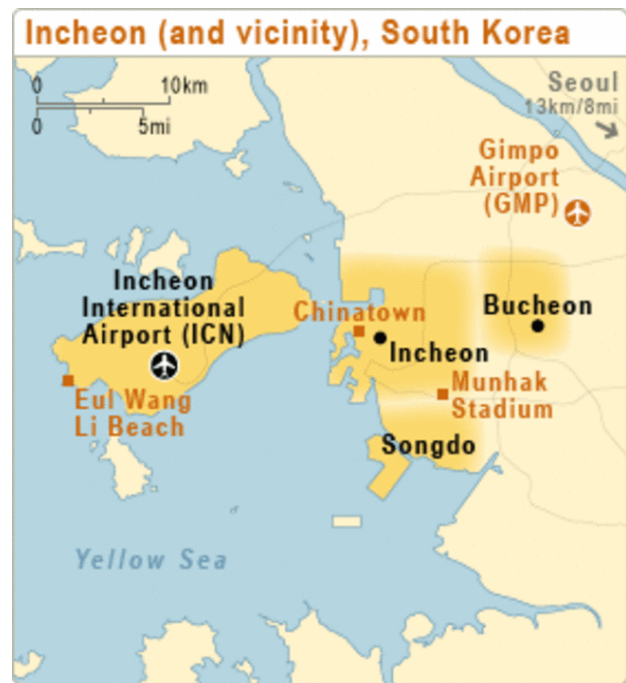 Incheon (and vicinity), South Korea
0 10km
0 5mi
Seoul
13km/8mi
Gimpo
Airport
(GMP)
Incheon
International
Airport (ICN)
Chinatown
Bucheon
Incheon
Eul Wang
Li Beach
Munhak
Stadium
Songdo
Yellow Sea